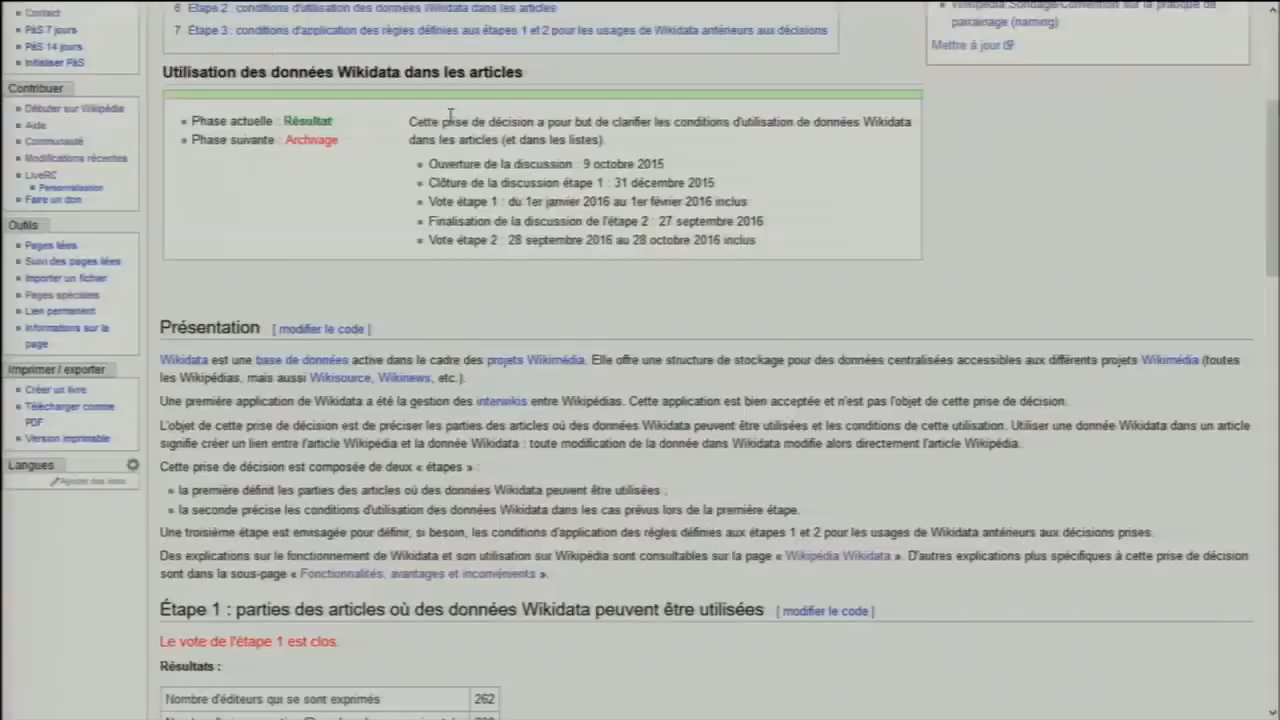 Contact
PàS 7 jours
PàS 14 jours
Initialiser PàS
Contribuer
Débuter sur Wikipédia
Aide
Communauté
Modifications récentes
LiveRC
Personnalisation
Faire un don
Outils
Pages liées
Suivi des pages liées
Importer un fichier
Pages spéciales
Lien permanent
Informations sur la
page
Imprimer / exporter
Créer un livre
Télécharger comme
PDF
Version imprimable
Langues
Ajouter des liens
6 Étape 2 : conditions d'utilisation des données Wikidata dans les articles
7 Étape 3 : conditions d'application des règles définies aux étapes 1 et 2 pour les usages de Wikidata antérieurs aux décisions
Wikipédia:Sondage/Convention sur la pratique de
parrainage (naming)
Mettre à jour
Utilisation des données Wikidata dans les articles
Phase actuelle : Résultat
Phase suivante : Archivage
Cette prise de décision a pour but de clarifier les conditions d'utilisation de données Wikidata
dans les articles (et dans les listes).
Ouverture de la discussion : 9 octobre 2015
Clôture de la discussion étape 1 : 31 décembre 2015
Vote étape 1 : du 1er janvier 2016 au 1er février 2016 inclus
Finalisation de la discussion de l'étape 2 : 27 septembre 2016
Vote étape 2 : 28 septembre 2016 au 28 octobre 2016 inclus
Présentation [ modifier le code ]
Wikidata est une base de données active dans le cadre des projets Wikimédia. Elle offre une structure de stockage pour des données centralisées accessibles aux différents projets Wikimédia (toutes
les Wikipédias, mais aussi Wikisource, Wikinews, etc.).
Une première application de Wikidata a été la gestion des interwikis entre Wikipédias. Cette application est bien acceptée et n'est pas l'objet de cette prise de décision.
L'objet de cette prise de décision est de préciser les parties des articles où des données Wikidata peuvent être utilisées et les conditions de cette utilisation. Utiliser une donnée Wikidata dans un article
signifie créer un lien entre l'article Wikipédia et la donnée Wikidata : toute modification de la donnée dans Wikidata modifie alors directement l'article Wikipédia.
Cette prise de décision est composée de deux « étapes » :
la première définit les parties des articles où des données Wikidata peuvent être utilisées ;
la seconde précise les conditions d'utilisation des données Wikidata dans les cas prévus lors de la première étape.
Une troisième étape est envisagée pour définir, si besoin, les conditions d'application des règles définies aux étapes 1 et 2 pour les usages de Wikidata antérieurs aux décisions prises.
Des explications sur le fonctionnement de Wikidata et son utilisation sur Wikipédia sont consultables sur la page « Wikipédia:Wikidata ». D'autres explications plus spécifiques à cette prise de décision
sont dans la sous-page « Fonctionnalités, avantages et inconvénients ».
Étape 1 : parties des articles où des données Wikidata peuvent être utilisées [ modifier le code ]
Le vote de l'étape 1 est clos.
Résultats :
Nombre d'éditeurs qui se sont exprimés 262